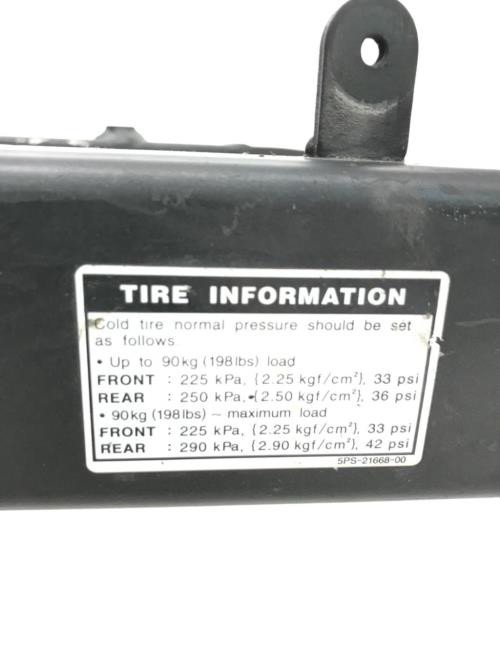 TIRE INFORMATION
Cold tire normal pressure should be set
as follows.
• Up to 90kg (198lbs) load
FRONT : 225 kPa, {2.25 kgf/cm², 33 psi
REAR : 250 kPa, {2.50 kgf/cm²}, 36 psi
• 90kg (198lbs) ~ maximum load
FRONT : 225 kPa, {2.25 kgf/cm²}, 33 psi
REAR : 290 kPa, {2.90 kgf/cm²}, 42 psi
5PS-21668-00